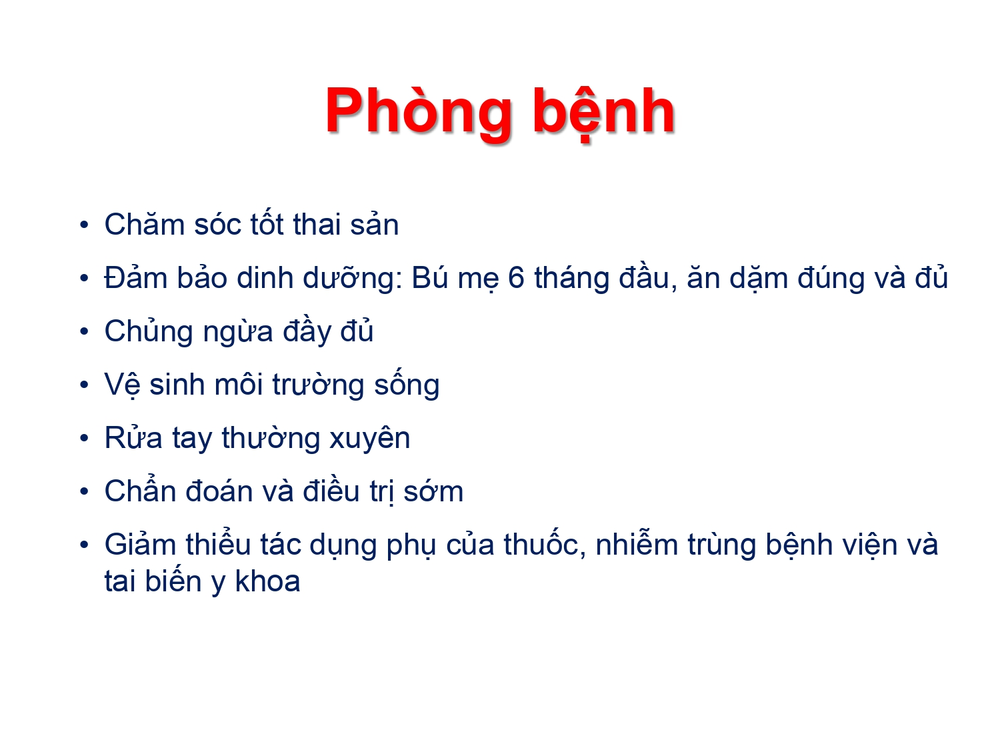 Phòng bệnh
• Chăm sóc tốt thai sản
• Đảm bảo dinh dưỡng: Bú mẹ 6 tháng đầu, ăn dặm đúng và đủ
• Chủng ngừa đầy đủ
• Vệ sinh môi trường sống
• Rửa tay thường xuyên
• Chẩn đoán và điều trị sớm
• Giảm thiểu tác dụng phụ của thuốc, nhiễm trùng bệnh viện và
tai biến y khoa